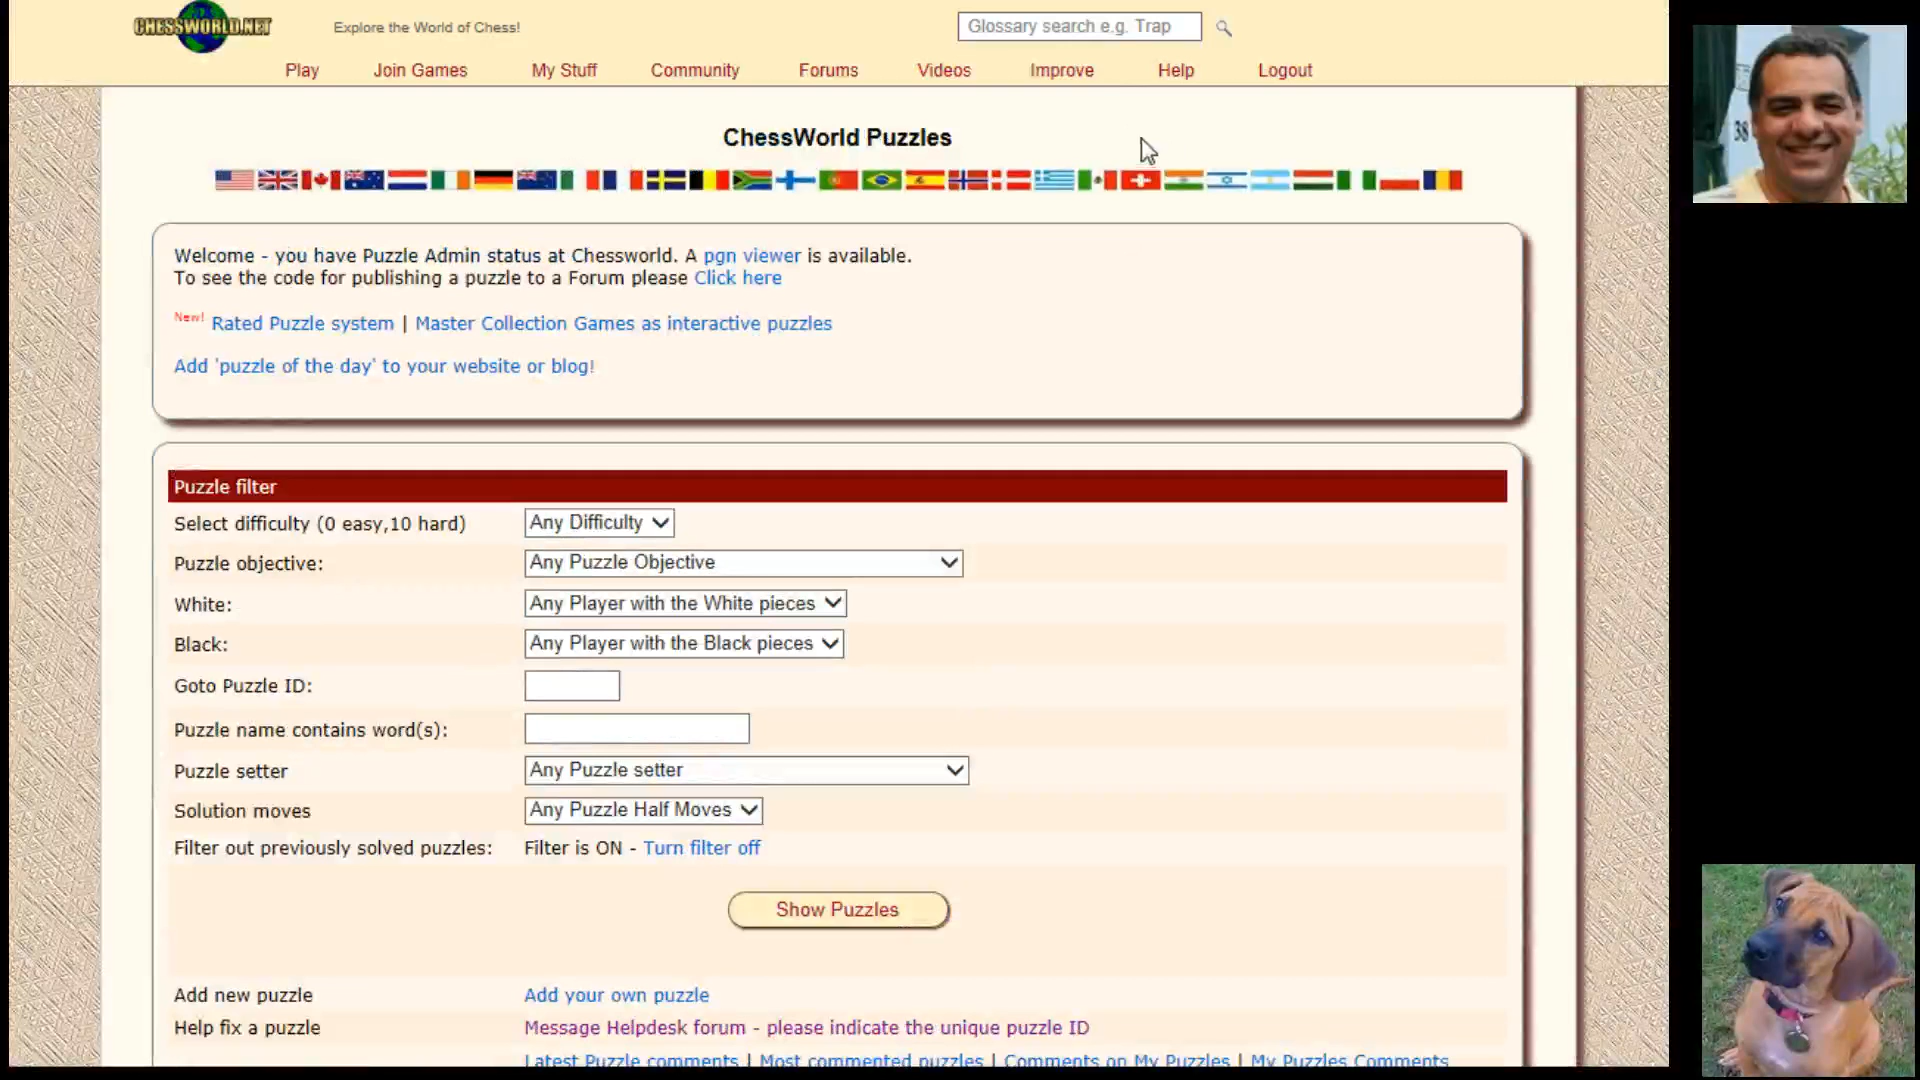 CHESSWORLD.NET
Explore the World of Chess!
Glossary search e.g. Trap
Play Join Games My Stuff Community Forums Videos Improve Help Logout
ChessWorld Puzzles
Welcome - you have Puzzle Admin status at Chessworld. A pgn viewer is available.
To see the code for publishing a puzzle to a Forum please Click here
New! Rated Puzzle system | Master Collection Games as interactive puzzles
Add 'puzzle of the day' to your website or blog!
Puzzle filter
Select difficulty (0 easy,10 hard) Any Difficulty
Puzzle objective: Any Puzzle Objective
White: Any Player with the White pieces
Black: Any Player with the Black pieces
Goto Puzzle ID:
Puzzle name contains word(s):
Puzzle setter Any Puzzle setter
Solution moves Any Puzzle Half Moves
Filter out previously solved puzzles: Filter is ON - Turn filter off
Show Puzzles
Add new puzzle Add your own puzzle
Help fix a puzzle Message Helpdesk forum - please indicate the unique puzzle ID
Latest Puzzle comments | Most commented puzzles | Comments on My Puzzles | My Puzzles Comments
38